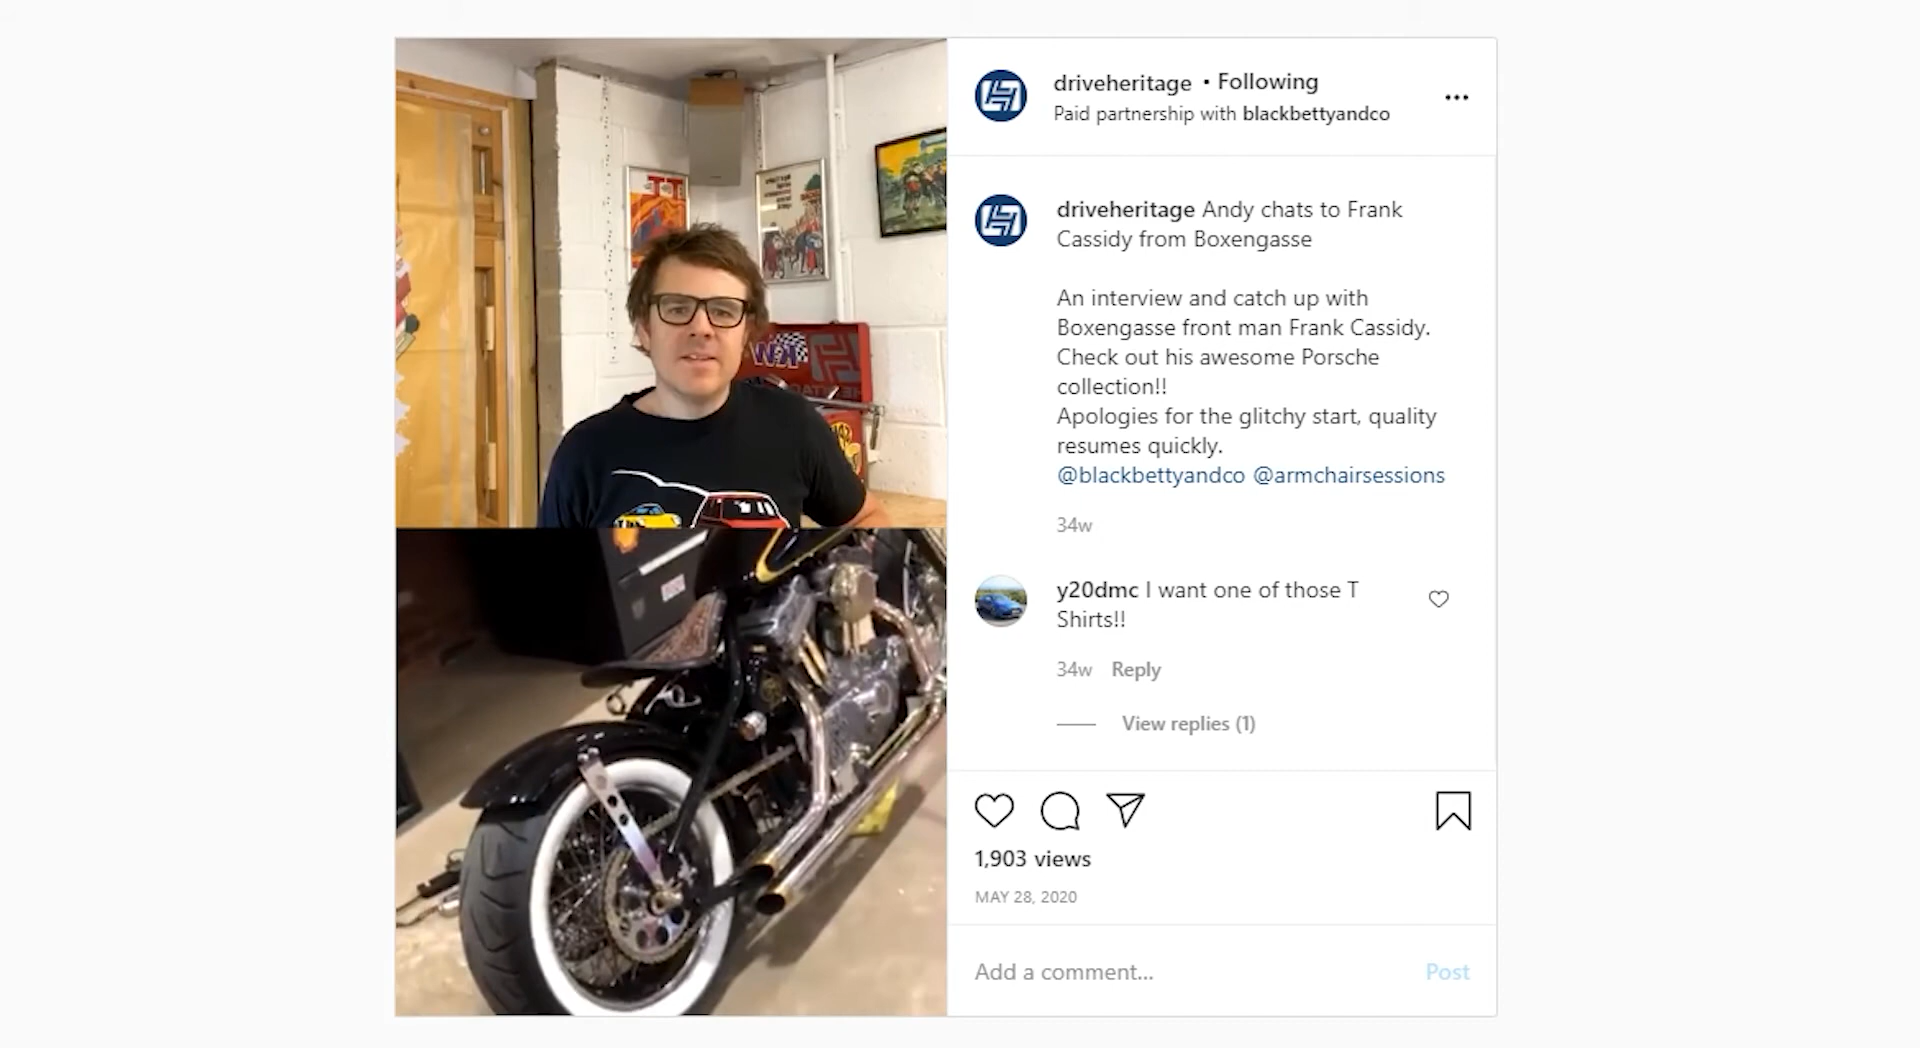 TT
KW
driveheritage • Following
Paid partnership with blackbettyandco
driveheritage Andy chats to Frank
Cassidy from Boxengasse
An interview and catch up with
Boxengasse front man Frank Cassidy.
Check out his awesome Porsche
collection!!
Apologies for the glitchy start, quality
resumes quickly.
@blackbettyandco @armchairsessions
34w
y20dmc I want one of those T
Shirts!!
34w Reply
View replies (1)
1,903 views
MAY 28, 2020
Add a comment...
Post